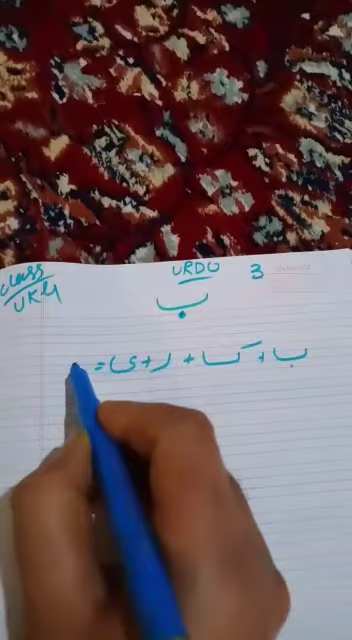 class
UKG
URDU 3
ب
ب + ک + ر + ی =